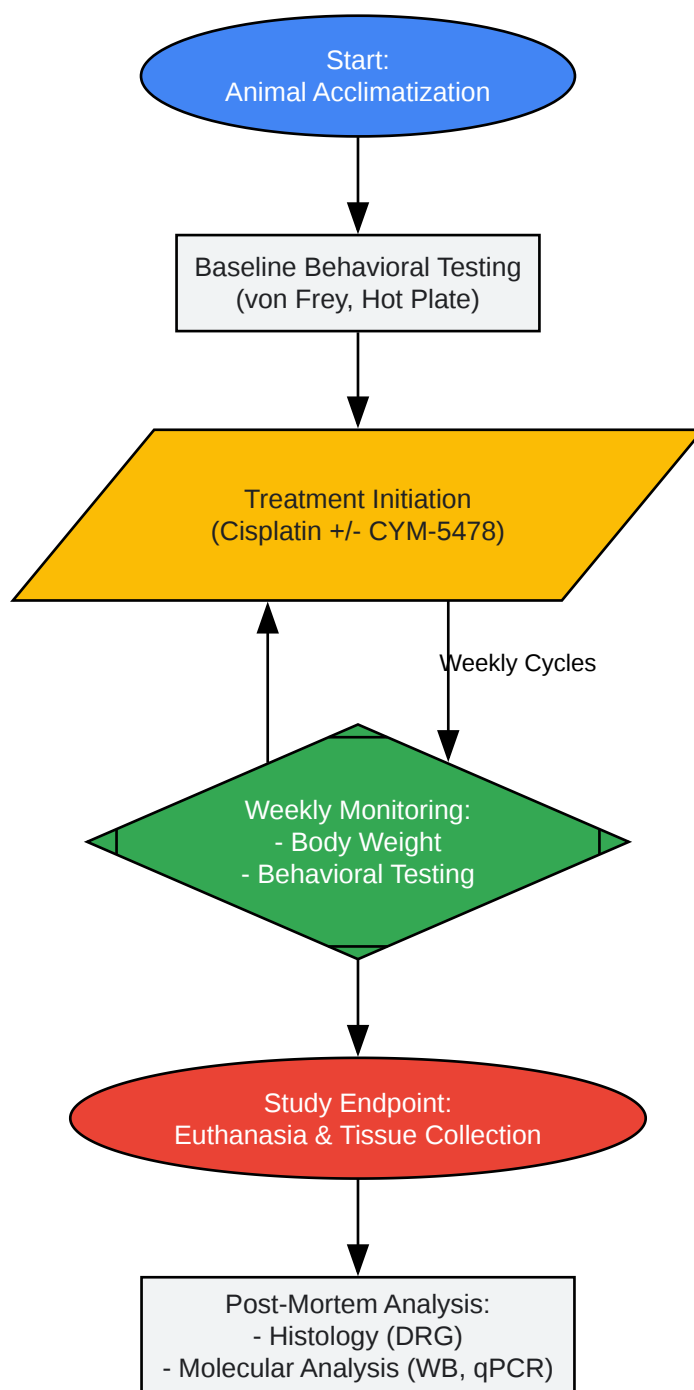 Start:
Animal Acclimatization
Baseline Behavioral Testing
(von Frey, Hot Plate)
Treatment Initiation
(Cisplatin +/- CYM-5478)
Weekly Cycles
Weekly Monitoring:
- Body Weight
- Behavioral Testing
Study Endpoint:
Euthanasia & Tissue Collection
Post-Mortem Analysis:
- Histology (DRG)
- Molecular Analysis (WB, qPCR)